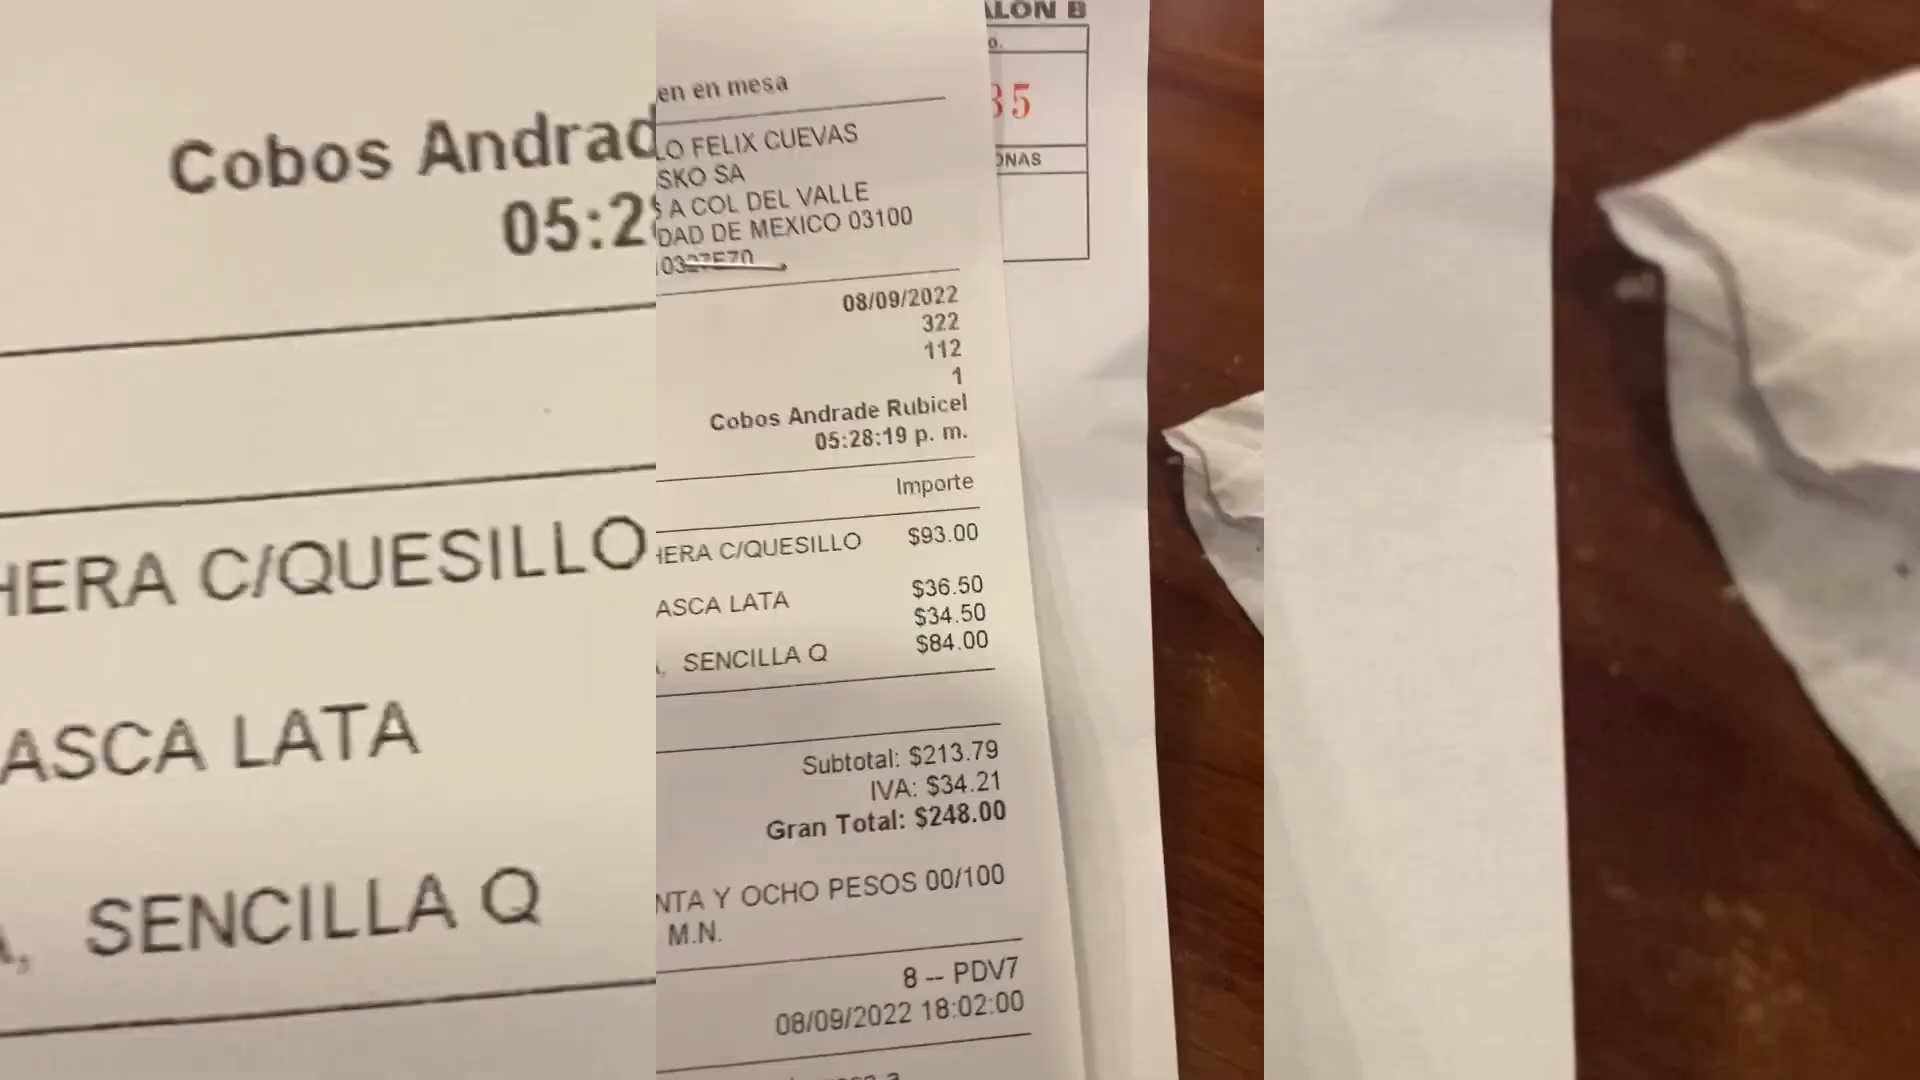 Cobos Andrad
05:2
HERA C/QUESILLO
ASCA LATA
SENCILLA Q
en en mesa
LO FELIX CUEVAS
SKO SA
A COL DEL VALLE
DAD DE MEXICO 03100
08/09/2022
322
112
1
Cobos Andrade Rubicel
05:28:19 p. m.
Importe
HERA C/QUESILLO $93.00
ASCA LATA $36.50
$34.50
SENCILLA Q $84.00
Subtotal: $213.79
IVA: $34.21
Gran Total: $248.00
NTA Y OCHO PESOS 00/100
M.N.
8 -- PDV7
08/09/2022 18:02:00
ALON B
o.
35
ONAS